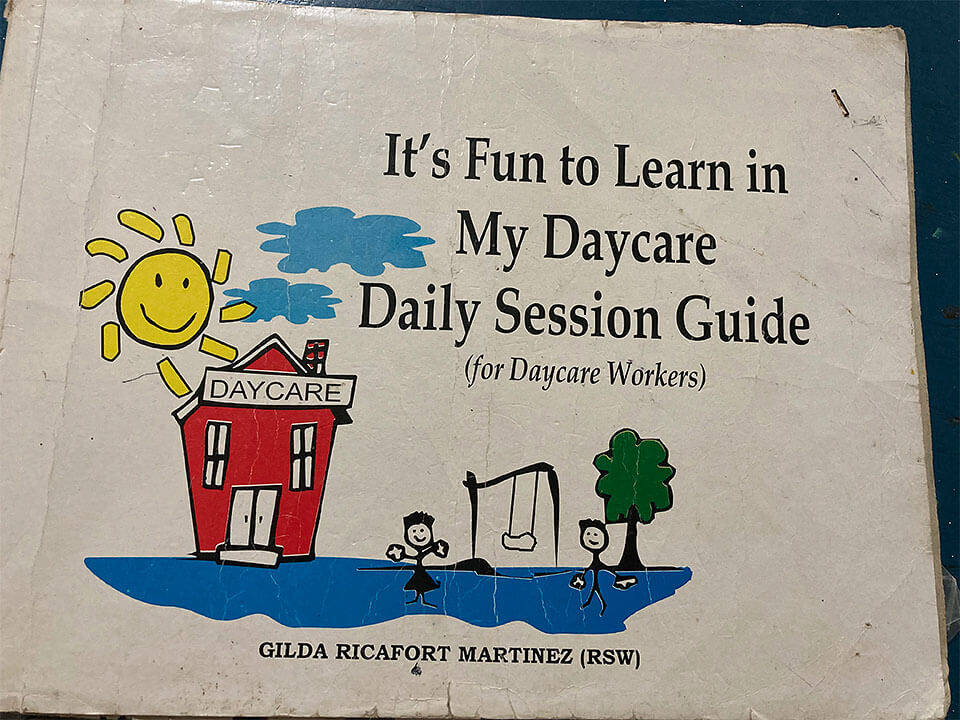 It's Fun to Learn in
My Daycare
Daily Session Guide
(for Daycare Workers)
DAYCARE
GILDA RICAFORT MARTINEZ (RSW)